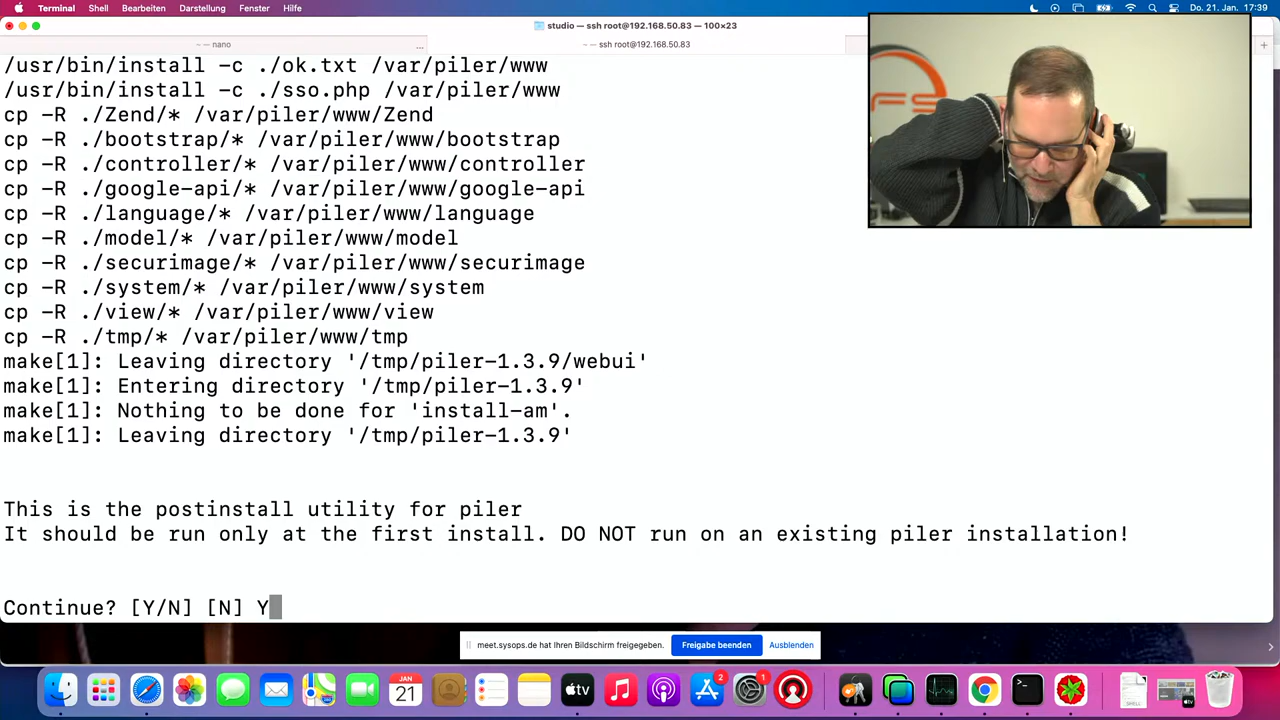 Terminal Shell Bearbeiten Darstellung Fenster Hilfe
Do. 21. Jan. 17:39
studio — ssh root@192.168.50.83 — 100×23
~ — nano
...
~ — ssh root@192.168.50.83
/usr/bin/install -c ./ok.txt /var/piler/www
/usr/bin/install -c ./sso.php /var/piler/www
cp -R ./Zend/* /var/piler/www/Zend
cp -R ./bootstrap/* /var/piler/www/bootstrap
cp -R ./controller/* /var/piler/www/controller
cp -R ./google-api/* /var/piler/www/google-api
cp -R ./language/* /var/piler/www/language
cp -R ./model/* /var/piler/www/model
cp -R ./securimage/* /var/piler/www/securimage
cp -R ./system/* /var/piler/www/system
cp -R ./view/* /var/piler/www/view
cp -R ./tmp/* /var/piler/www/tmp
make[1]: Leaving directory '/tmp/piler-1.3.9/webui'
make[1]: Entering directory '/tmp/piler-1.3.9'
make[1]: Nothing to be done for 'install-am'.
make[1]: Leaving directory '/tmp/piler-1.3.9'
This is the postinstall utility for piler
It should be run only at the first install. DO NOT run on an existing piler installation!
Continue? [Y/N] [N] Y
FS
meet.sysops.de hat Ihren Bildschirm freigegeben.
Freigabe beenden
Ausblenden
JAN
21
2
1